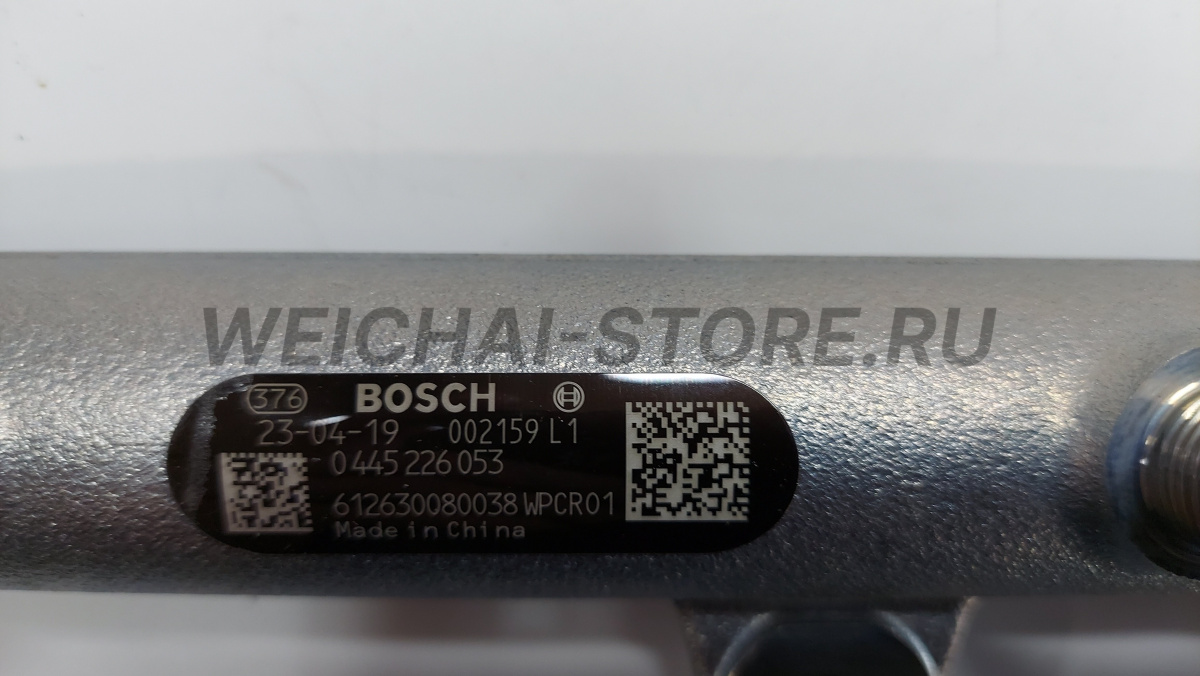 WEICHAI-STORE.RU
376 BOSCH
23-04-19 002159 L1
0 445 226 053
612630080038 WPCR01
Made in China